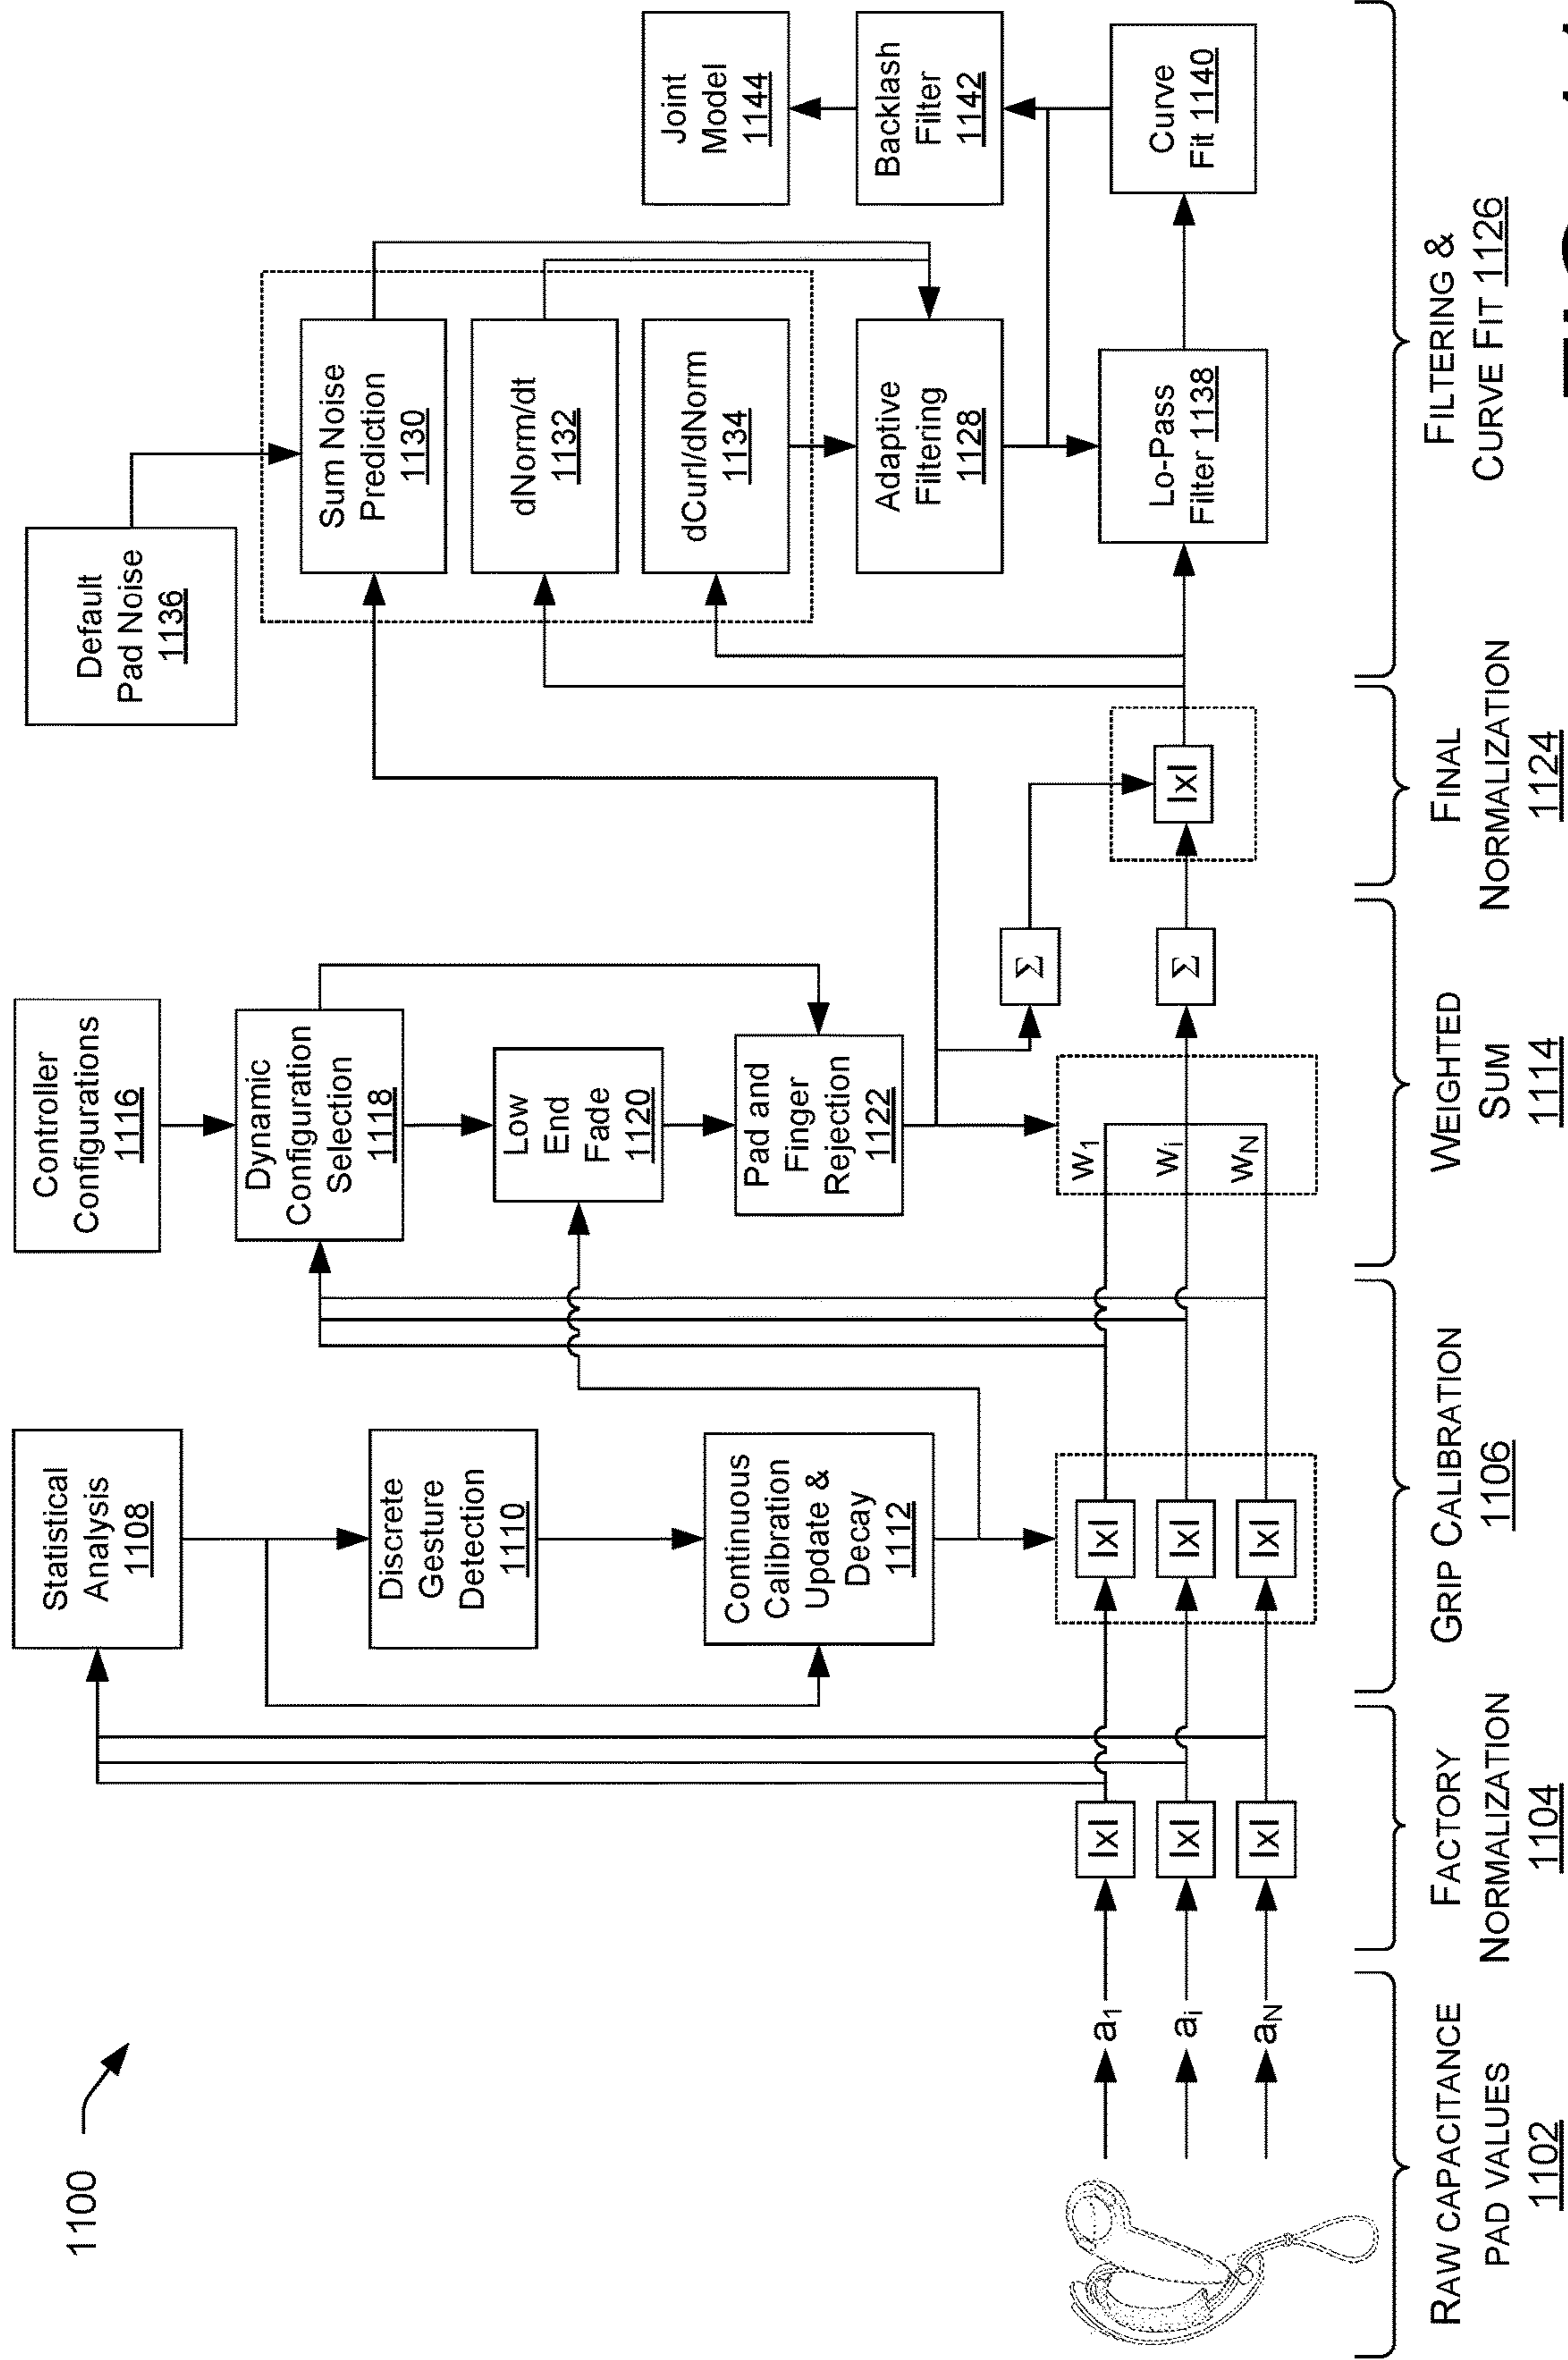 1100
Statistical
Analysis
1108
Discrete
Gesture
Detection
1110
Continuous
Calibration
Update &
Decay
1112
Controller
Configurations
1116
Dynamic
Configuration
Selection
1118
Low
End
Fade
1120
Pad and
Finger
Rejection
1122
Default
Pad Noise
1136
Sum Noise
Prediction
1130
dNorm/dt
1132
dCurl/dNorm
1134
Adaptive
Filtering
1128
Lo-Pass
Filter 1138
Joint
Model
1144
Backlash
Filter
1142
Curve
Fit 1140
a1
ai
aN
|x|
|x|
|x|
|x|
|x|
|x|
w1
wi
wN
Σ
Σ
|x|
RAW CAPACITANCE
PAD VALUES
1102
FACTORY
NORMALIZATION
1104
GRIP CALIBRATION
1106
WEIGHTED
SUM
1114
FINAL
NORMALIZATION
1124
FILTERING &
CURVE FIT 1126